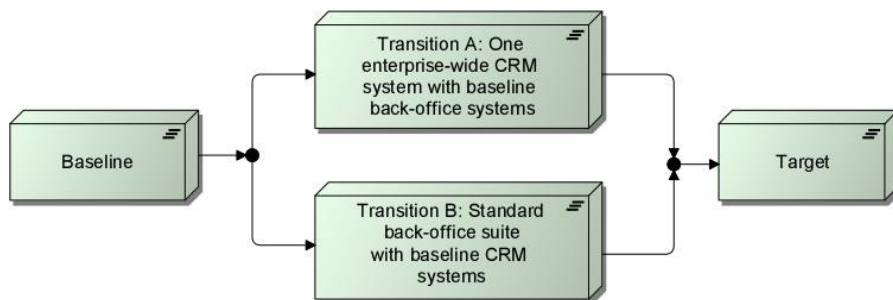 Baseline
Transition A: One
enterprise-wide CRM
system with baseline
back-office systems
Transition B: Standard
back-office suite
with baseline CRM
systems
Target